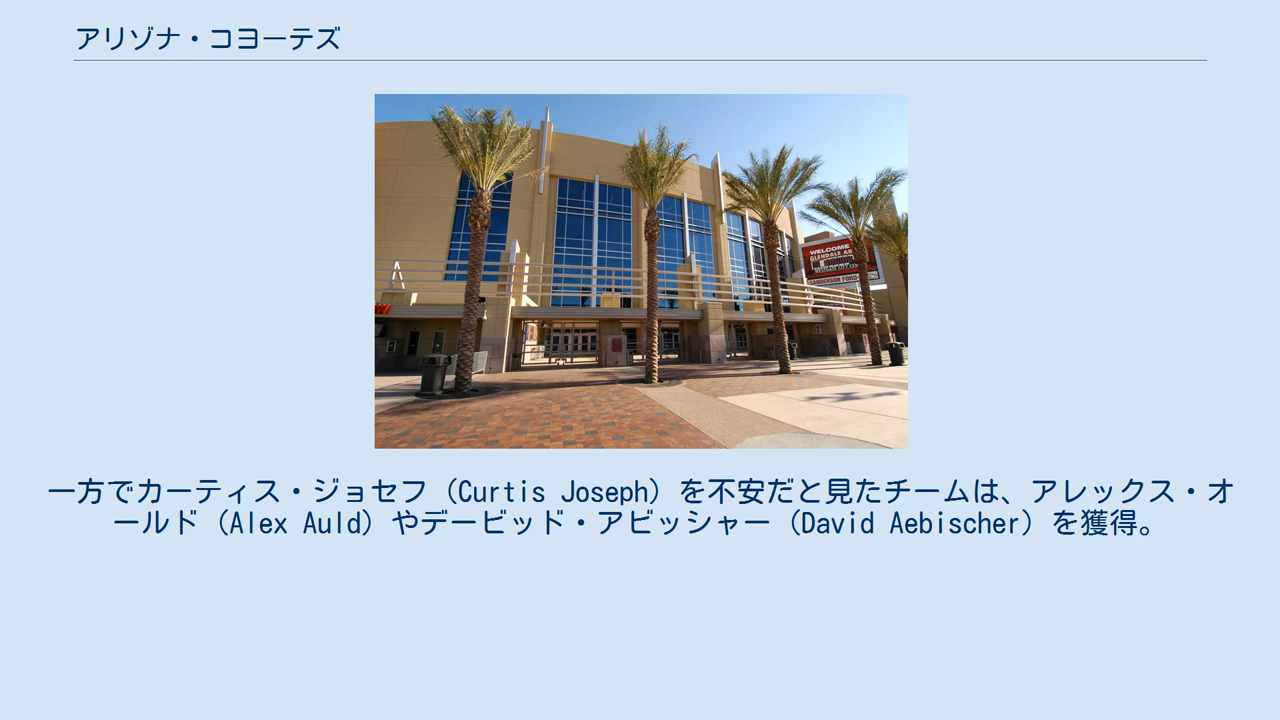 アリゾナ・コヨーテズ
WELCOME
GLENDALE AR
一方でカーティス・ジョセフ（Curtis Joseph）を不安だと見たチームは、アレックス・オ
ールド（Alex Auld）やデービッド・アビッシャー（David Aebischer）を獲得。